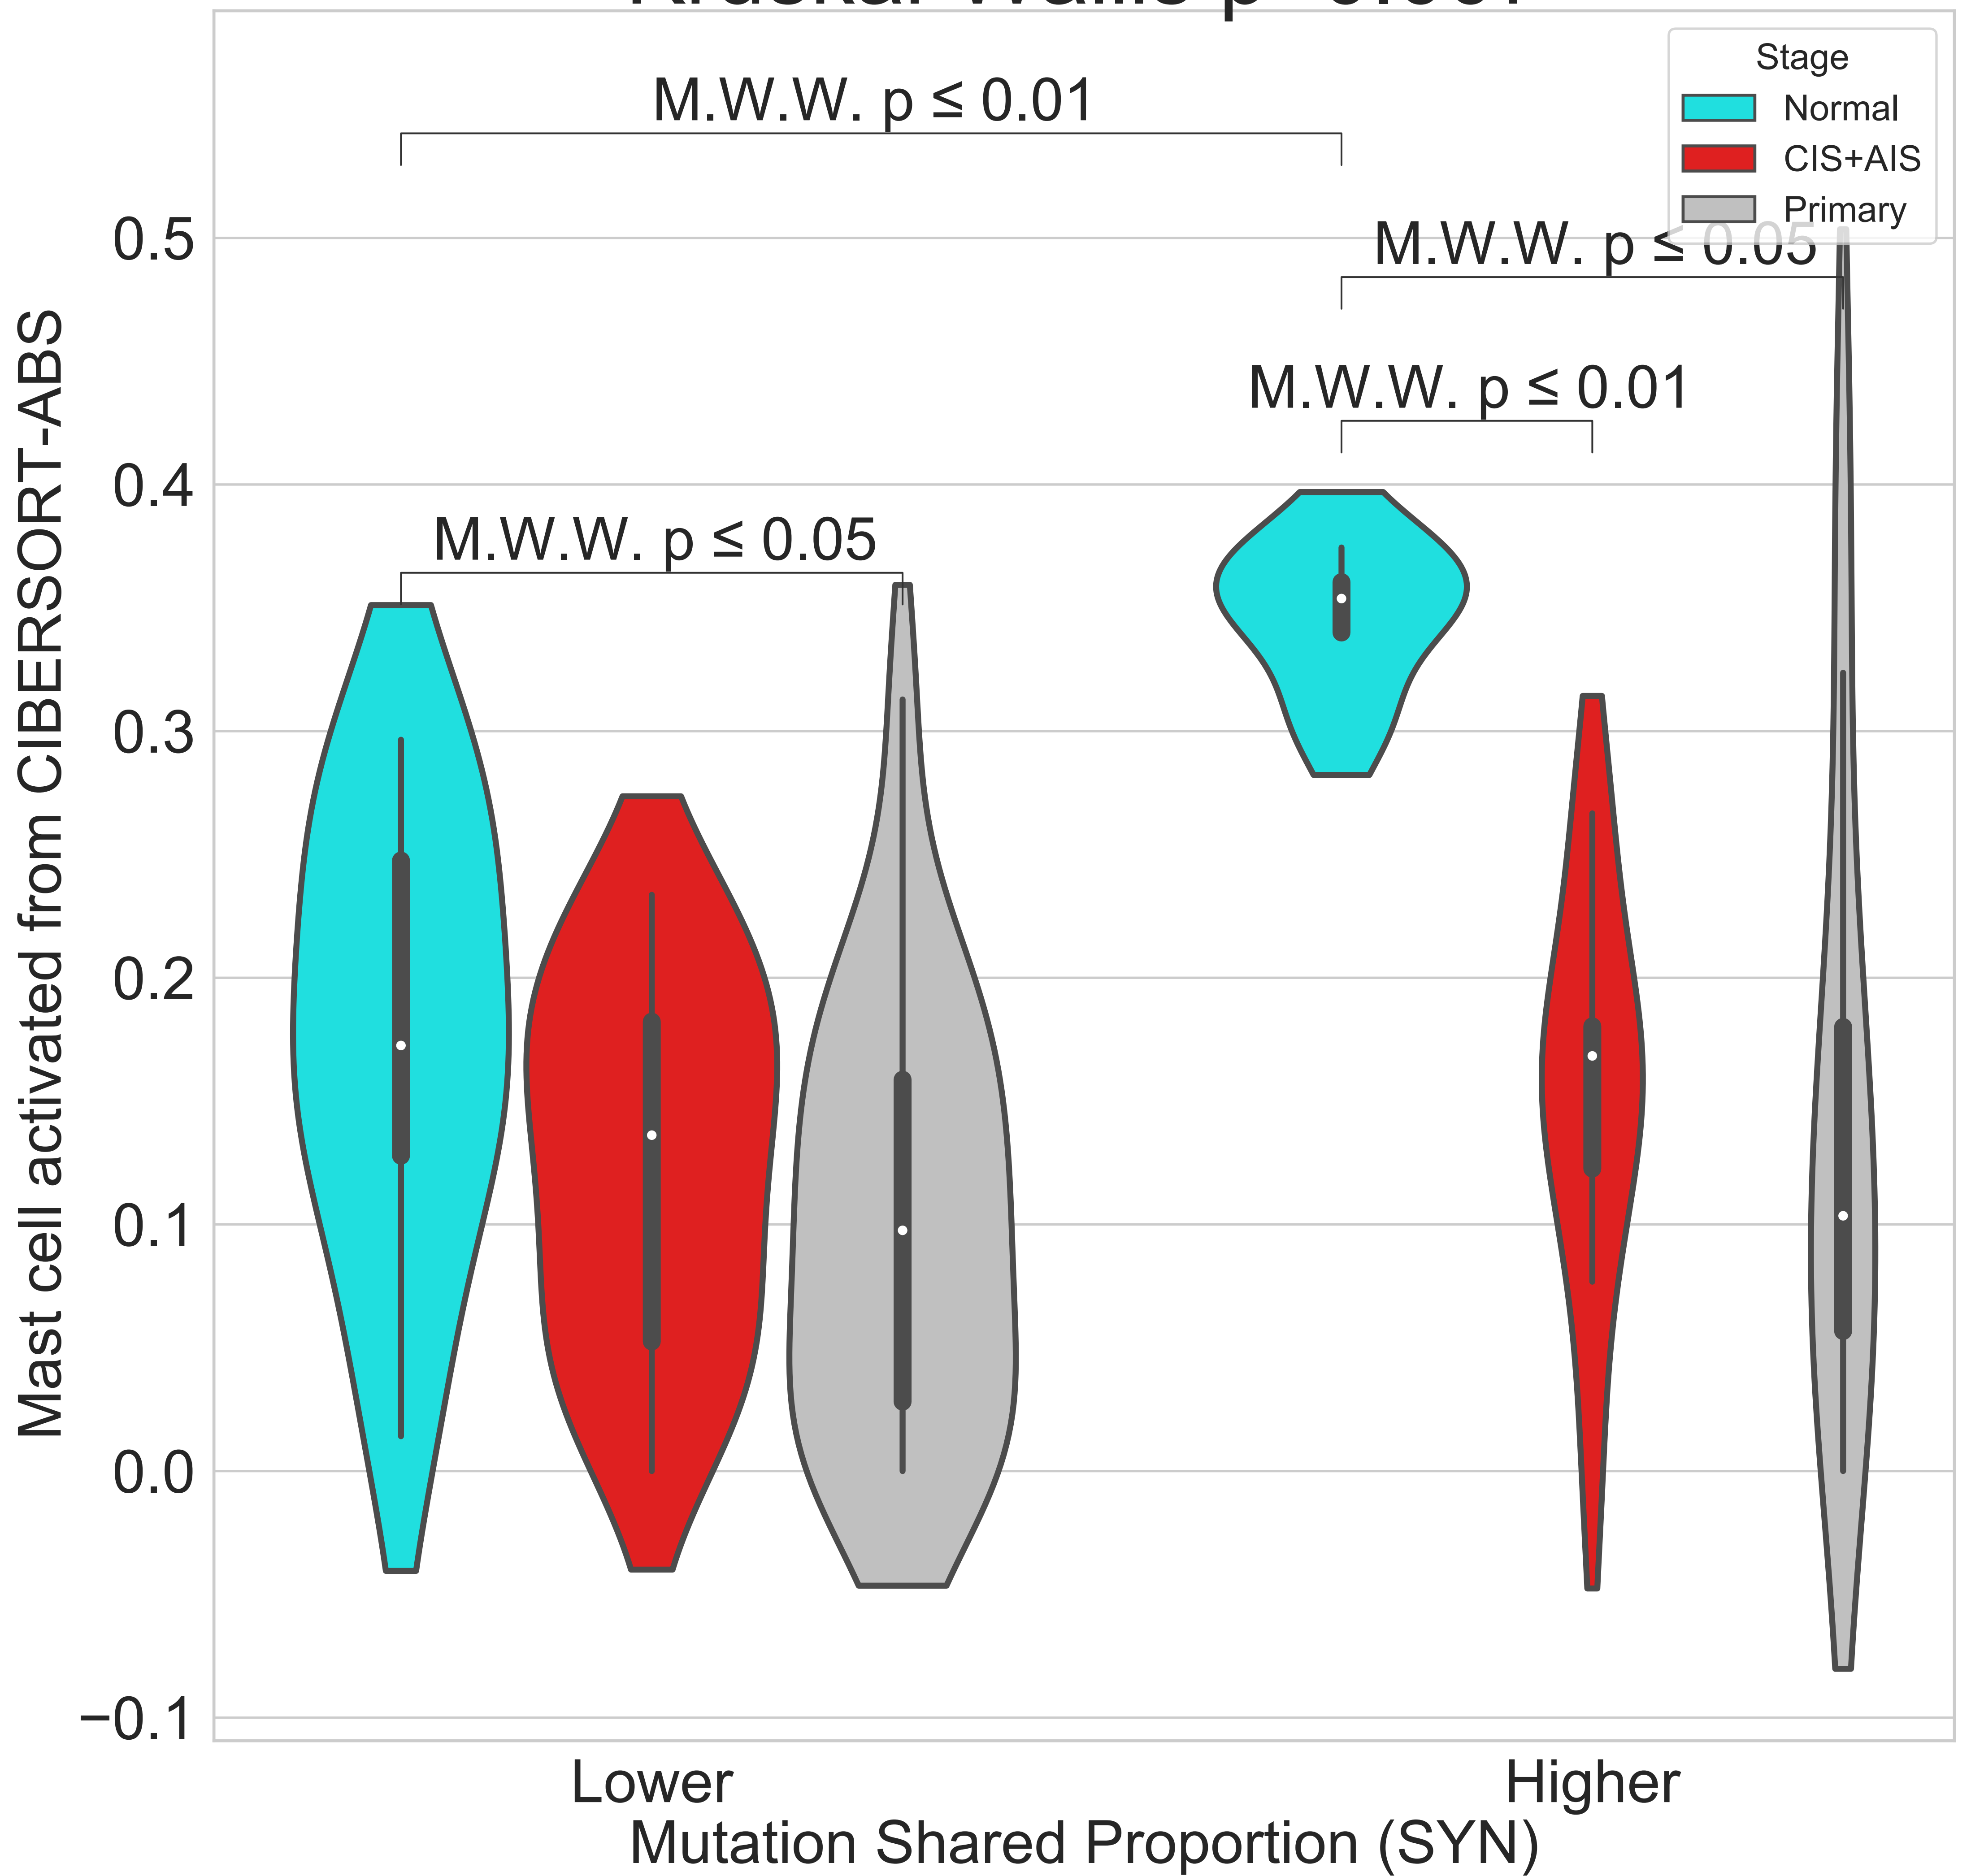 Stage
Normal
CIS+AIS
Primary
M.W.W. p ≤ 0.01
M.W.W. p ≤ 0.05
M.W.W. p ≤ 0.01
M.W.W. p ≤ 0.05
Mast cell activated from CIBERSORT-ABS
0.5
0.4
0.3
0.2
0.1
0.0
−0.1
Lower
Higher
Mutation Shared Proportion (SYN)